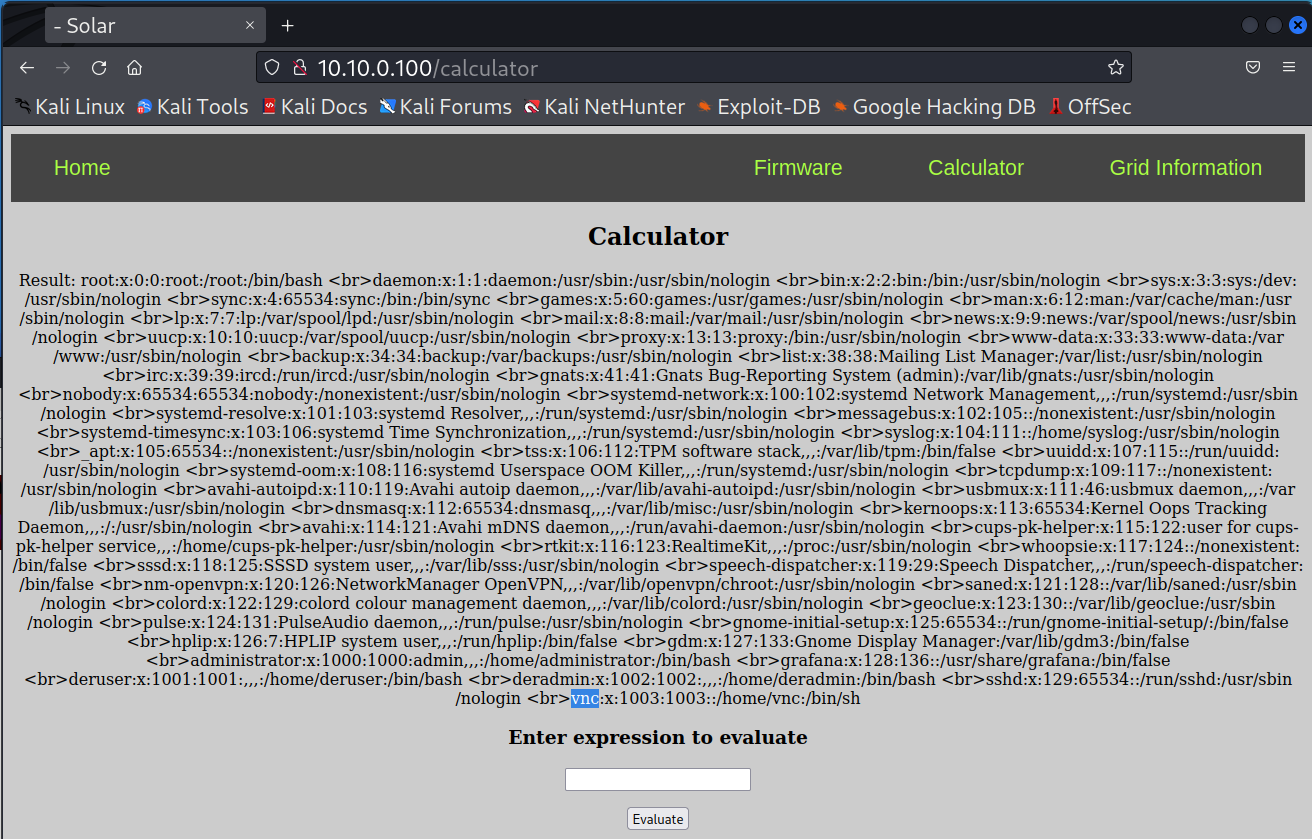 - Solar
10.10.0.100/calculator
Kali Linux Kali Tools Kali Docs Kali Forums Kali NetHunter Exploit-DB Google Hacking DB OffSec
Home Firmware Calculator Grid Information
Calculator
Result: root:x:0:0:root:/root:/bin/bash <br>daemon:x:1:1:daemon:/usr/sbin:/usr/sbin/nologin <br>bin:x:2:2:bin:/bin:/usr/sbin/nologin <br>sys:x:3:3:sys:/dev:
/usr/sbin/nologin <br>sync:x:4:65534:sync:/bin:/bin/sync <br>games:x:5:60:games:/usr/games:/usr/sbin/nologin <br>man:x:6:12:man:/var/cache/man:/usr
/sbin/nologin <br>lp:x:7:7:lp:/var/spool/lpd:/usr/sbin/nologin <br>mail:x:8:8:mail:/var/mail:/usr/sbin/nologin <br>news:x:9:9:news:/var/spool/news:/usr/sbin
/nologin <br>uucp:x:10:10:uucp:/var/spool/uucp:/usr/sbin/nologin <br>proxy:x:13:13:proxy:/bin:/usr/sbin/nologin <br>www-data:x:33:33:www-data:/var
/www:/usr/sbin/nologin <br>backup:x:34:34:backup:/var/backups:/usr/sbin/nologin <br>list:x:38:38:Mailing List Manager:/var/list:/usr/sbin/nologin
<br>irc:x:39:39:ircd:/run/ircd:/usr/sbin/nologin <br>gnats:x:41:41:Gnats Bug-Reporting System (admin):/var/lib/gnats:/usr/sbin/nologin
<br>nobody:x:65534:65534:nobody:/nonexistent:/usr/sbin/nologin <br>systemd-network:x:100:102:systemd Network Management,,,:/run/systemd:/usr/sbin
/nologin <br>systemd-resolve:x:101:103:systemd Resolver,,,:/run/systemd:/usr/sbin/nologin <br>messagebus:x:102:105::/nonexistent:/usr/sbin/nologin
<br>systemd-timesync:x:103:106:systemd Time Synchronization,,,:/run/systemd:/usr/sbin/nologin <br>syslog:x:104:111::/home/syslog:/usr/sbin/nologin
<br>_apt:x:105:65534::/nonexistent:/usr/sbin/nologin <br>tss:x:106:112:TPM software stack,,,:/var/lib/tpm:/bin/false <br>uuidd:x:107:115::/run/uuidd:
/usr/sbin/nologin <br>systemd-oom:x:108:116:systemd Userspace OOM Killer,,,:/run/systemd:/usr/sbin/nologin <br>tcpdump:x:109:117::/nonexistent:
/usr/sbin/nologin <br>avahi-autoipd:x:110:119:Avahi autoip daemon,,,:/var/lib/avahi-autoipd:/usr/sbin/nologin <br>usbmux:x:111:46:usbmux daemon,,,:/var
/lib/usbmux:/usr/sbin/nologin <br>dnsmasq:x:112:65534:dnsmasq,,,:/var/lib/misc:/usr/sbin/nologin <br>kernoops:x:113:65534:Kernel Oops Tracking
Daemon,,,:/:/usr/sbin/nologin <br>avahi:x:114:121:Avahi mDNS daemon,,,:/run/avahi-daemon:/usr/sbin/nologin <br>cups-pk-helper:x:115:122:user for cups-
pk-helper service,,,:/home/cups-pk-helper:/usr/sbin/nologin <br>rtkit:x:116:123:RealtimeKit,,,:/proc:/usr/sbin/nologin <br>whoopsie:x:117:124::/nonexistent:
/bin/false <br>sssd:x:118:125:SSSD system user,,,:/var/lib/sss:/usr/sbin/nologin <br>speech-dispatcher:x:119:29:Speech Dispatcher,,,:/run/speech-dispatcher:
/bin/false <br>nm-openvpn:x:120:126:NetworkManager OpenVPN,,,:/var/lib/openvpn/chroot:/usr/sbin/nologin <br>saned:x:121:128::/var/lib/saned:/usr/sbin
/nologin <br>colord:x:122:129:colord colour management daemon,,,:/var/lib/colord:/usr/sbin/nologin <br>geoclue:x:123:130::/var/lib/geoclue:/usr/sbin
/nologin <br>pulse:x:124:131:PulseAudio daemon,,,:/run/pulse:/usr/sbin/nologin <br>gnome-initial-setup:x:125:65534::/run/gnome-initial-setup/:/bin/false
<br>hplip:x:126:7:HPLIP system user,,,:/run/hplip:/bin/false <br>gdm:x:127:133:Gnome Display Manager:/var/lib/gdm3:/bin/false
<br>administrator:x:1000:1000:admin,,,:/home/administrator:/bin/bash <br>grafana:x:128:136::/usr/share/grafana:/bin/false
<br>deruser:x:1001:1001:,,,:/home/deruser:/bin/bash <br>deradmin:x:1002:1002:,,,:/home/deradmin:/bin/bash <br>sshd:x:129:65534::/run/sshd:/usr/sbin
/nologin <br>vnc:x:1003:1003::/home/vnc:/bin/sh
Enter expression to evaluate
Evaluate